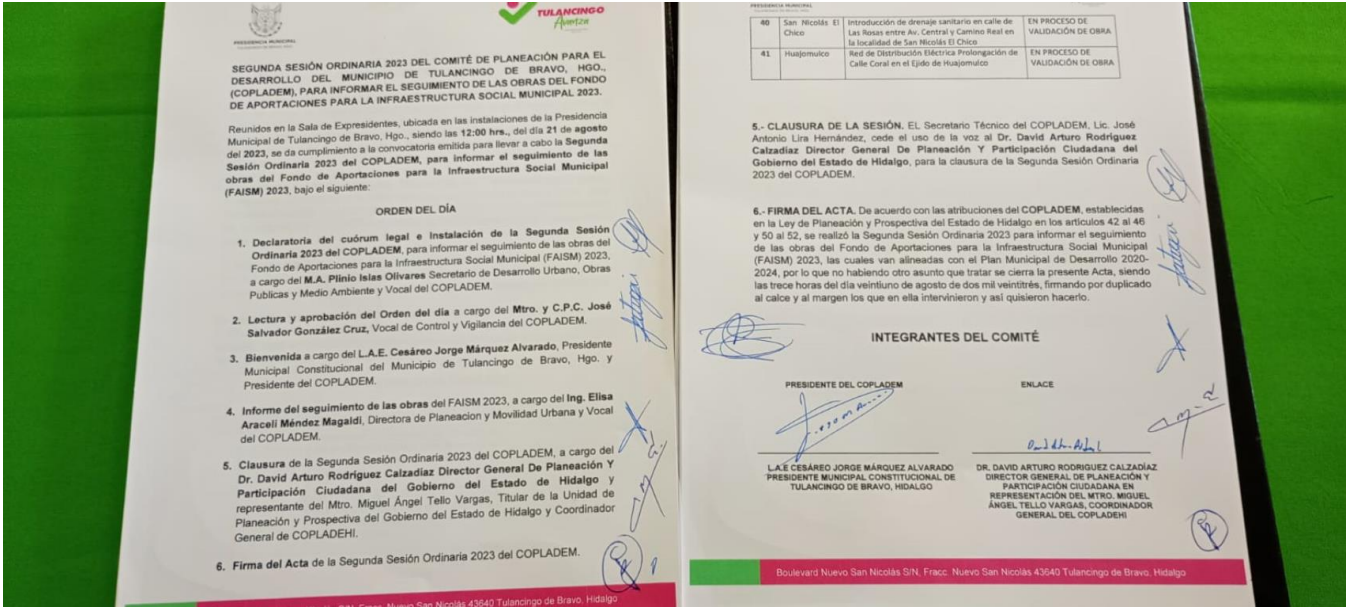 PRESIDENCIA MUNICIPAL
TULANCINGO
Avanza
SEGUNDA SESIÓN ORDINARIA 2023 DEL COMITÉ DE PLANEACIÓN PARA EL
DESARROLLO DEL MUNICIPIO DE TULANCINGO DE BRAVO, HGO.,
(COPLADEM), PARA INFORMAR EL SEGUIMIENTO DE LAS OBRAS DEL FONDO
DE APORTACIONES PARA LA INFRAESTRUCTURA SOCIAL MUNICIPAL 2023.
Reunidos en la Sala de Expresidentes, ubicada en las instalaciones de la Presidencia
Municipal de Tulancingo de Bravo, Hgo., siendo las 12:00 hrs., del día 21 de agosto
del 2023, se da cumplimiento a la convocatoria emitida para llevar a cabo la Segunda
Sesión Ordinaria 2023 del COPLADEM, para informar el seguimiento de las
obras del Fondo de Aportaciones para la Infraestructura Social Municipal
(FAISM) 2023, bajo el siguiente:
ORDEN DEL DÍA
1. Declaratoria del cuórum legal e Instalación de la Segunda Sesión
Ordinaria 2023 del COPLADEM, para informar el seguimiento de las obras del
Fondo de Aportaciones para la Infraestructura Social Municipal (FAISM) 2023,
a cargo del M.A. Plinio Islas Olivares Secretario de Desarrollo Urbano, Obras
Publicas y Medio Ambiente y Vocal del COPLADEM.
2. Lectura y aprobación del Orden del día a cargo del Mtro. y C.P.C. José
Salvador González Cruz, Vocal de Control y Vigilancia del COPLADEM.
3. Bienvenida a cargo del L.A.E. Cesáreo Jorge Márquez Alvarado, Presidente
Municipal Constitucional del Municipio de Tulancingo de Bravo, Hgo. y
Presidente del COPLADEM.
4. Informe del seguimiento de las obras del FAISM 2023, a cargo del Ing. Elisa
Araceli Méndez Magaldi, Directora de Planeacion y Movilidad Urbana y Vocal
del COPLADEM.
5. Clausura de la Segunda Sesión Ordinaria 2023 del COPLADEM, a cargo del
Dr. David Arturo Rodriguez Calzadiaz Director General De Planeación Y
Participación Ciudadana del Gobierno del Estado de Hidalgo y
representante del Mtro. Miguel Ángel Tello Vargas, Titular de la Unidad de
Planeación y Prospectiva del Gobierno del Estado de Hidalgo y Coordinador
General de COPLADEHI.
6. Firma del Acta de la Segunda Sesión Ordinaria 2023 del COPLADEM.
S/N, Fracc. Nuevo San Nicolás 43640 Tulancingo de Bravo, Hidalgo
PRESIDENCIA MUNICIPAL
40 San Nicolás El Chico Introducción de drenaje sanitario en calle de Las Rosas entre Av. Central y Camino Real en la localidad de San Nicolás El Chico EN PROCESO DE VALIDACIÓN DE OBRA
41 Huajomulco Red de Distribución Eléctrica Prolongación de Calle Coral en el Ejido de Huajomulco EN PROCESO DE VALIDACIÓN DE OBRA
5.- CLAUSURA DE LA SESIÓN. EL Secretario Técnico del COPLADEM, Lic. José
Antonio Lira Hernández, cede el uso de la voz al Dr. David Arturo Rodriguez
Calzadiaz Director General De Planeación Y Participación Ciudadana del
Gobierno del Estado de Hidalgo, para la clausura de la Segunda Sesión Ordinaria
2023 del COPLADEM.
6.- FIRMA DEL ACTA. De acuerdo con las atribuciones del COPLADEM, establecidas
en la Ley de Planeación y Prospectiva del Estado de Hidalgo en los artículos 42 al 46
y 50 al 52, se realizó la Segunda Sesión Ordinaria 2023 para informar el seguimiento
de las obras del Fondo de Aportaciones para la Infraestructura Social Municipal
(FAISM) 2023, las cuales van alineadas con el Plan Municipal de Desarrollo 2020-
2024, por lo que no habiendo otro asunto que tratar se cierra la presente Acta, siendo
las trece horas del día veintiuno de agosto de dos mil veintitrés, firmando por duplicado
al calce y al margen los que en ella intervinieron y así quisieron hacerlo.
INTEGRANTES DEL COMITÉ
PRESIDENTE DEL COPLADEM
L.A.E CESÁREO JORGE MÁRQUEZ ALVARADO
PRESIDENTE MUNICIPAL CONSTITUCIONAL DE
TULANCINGO DE BRAVO, HIDALGO
ENLACE
DR. DAVID ARTURO RODRIGUEZ CALZADÍAZ
DIRECTOR GENERAL DE PLANEACIÓN Y
PARTICIPACIÓN CIUDADANA EN
REPRESENTACIÓN DEL MTRO. MIGUEL
ÁNGEL TELLO VARGAS, COORDINADOR
GENERAL DEL COPLADEHI
Boulevard Nuevo San Nicolás S/N, Fracc. Nuevo San Nicolás 43640 Tulancingo de Bravo, Hidalgo